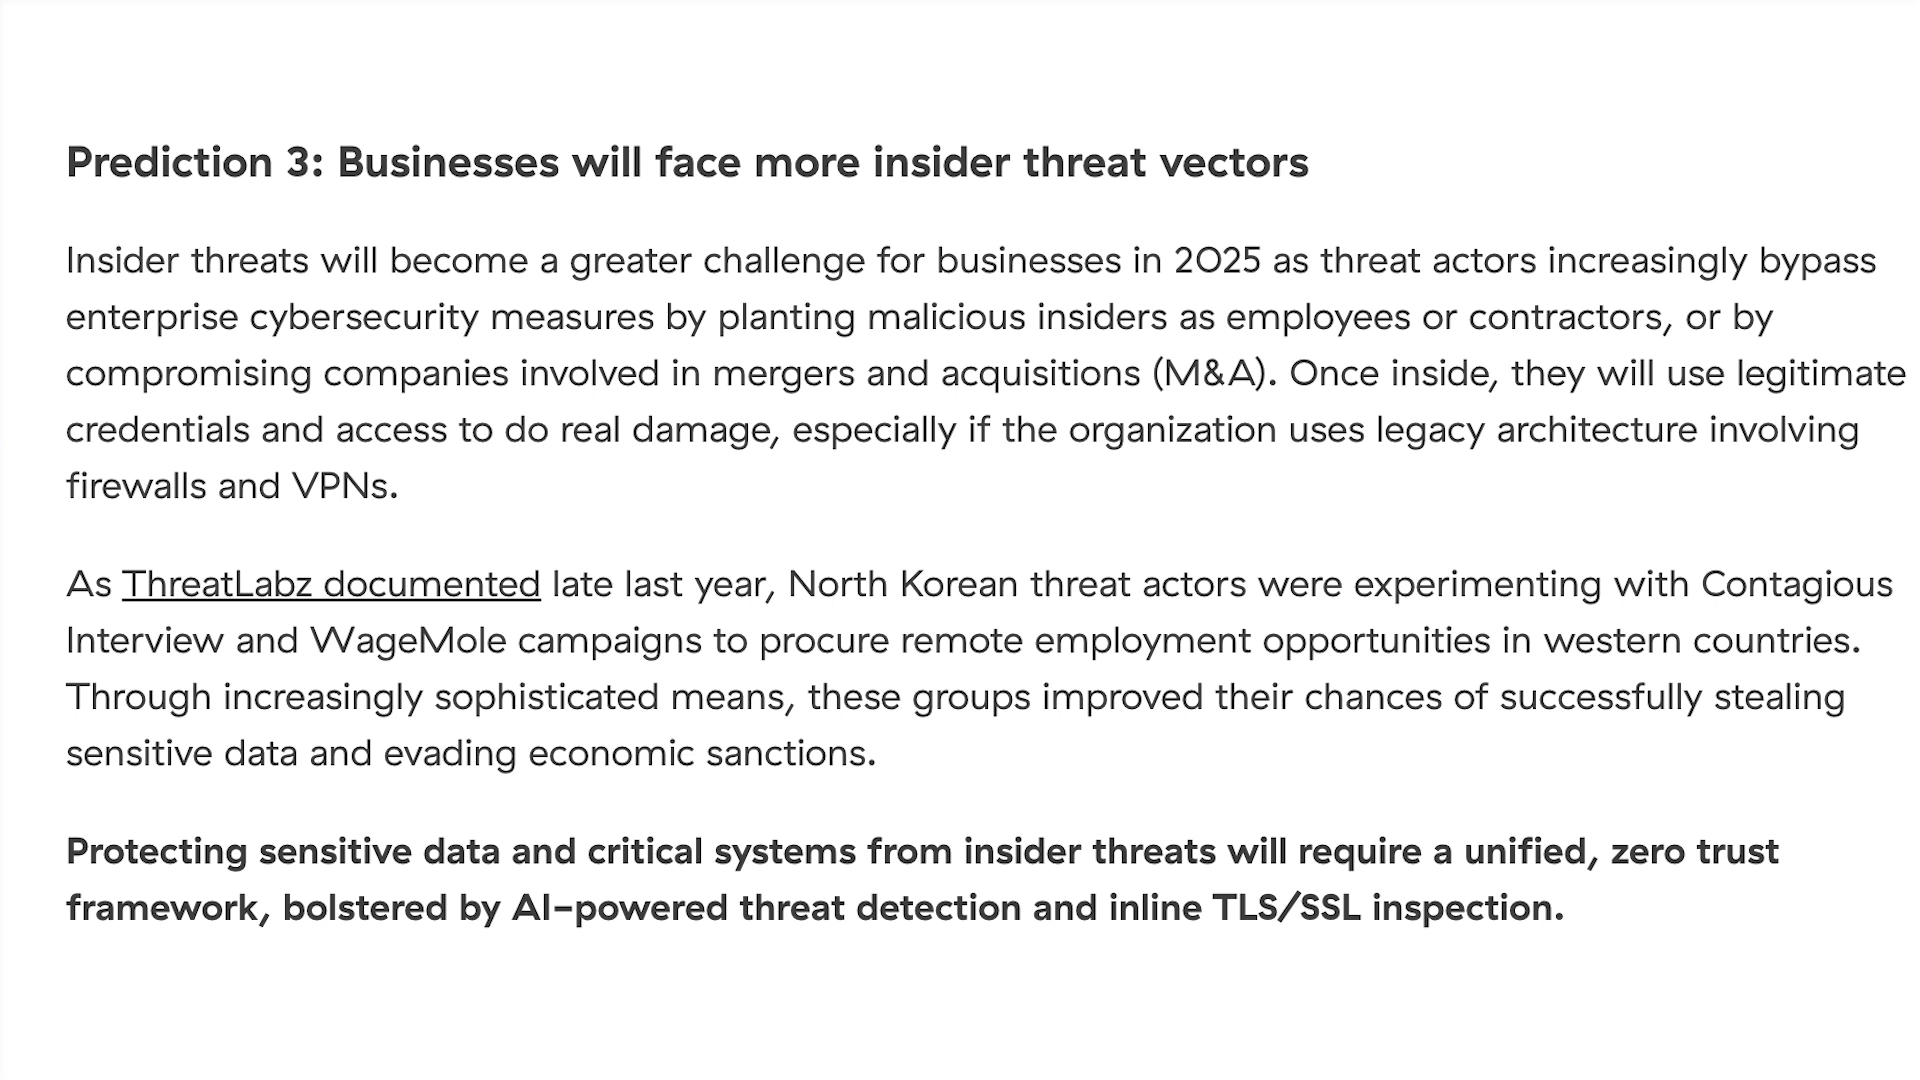 Prediction 3: Businesses will face more insider threat vectors
Insider threats will become a greater challenge for businesses in 2025 as threat actors increasingly bypass
enterprise cybersecurity measures by planting malicious insiders as employees or contractors, or by
compromising companies involved in mergers and acquisitions (M&A). Once inside, they will use legitimate
credentials and access to do real damage, especially if the organization uses legacy architecture involving
firewalls and VPNs.
As ThreatLabz documented late last year, North Korean threat actors were experimenting with Contagious
Interview and WageMole campaigns to procure remote employment opportunities in western countries.
Through increasingly sophisticated means, these groups improved their chances of successfully stealing
sensitive data and evading economic sanctions.
Protecting sensitive data and critical systems from insider threats will require a unified, zero trust
framework, bolstered by AI-powered threat detection and inline TLS/SSL inspection.